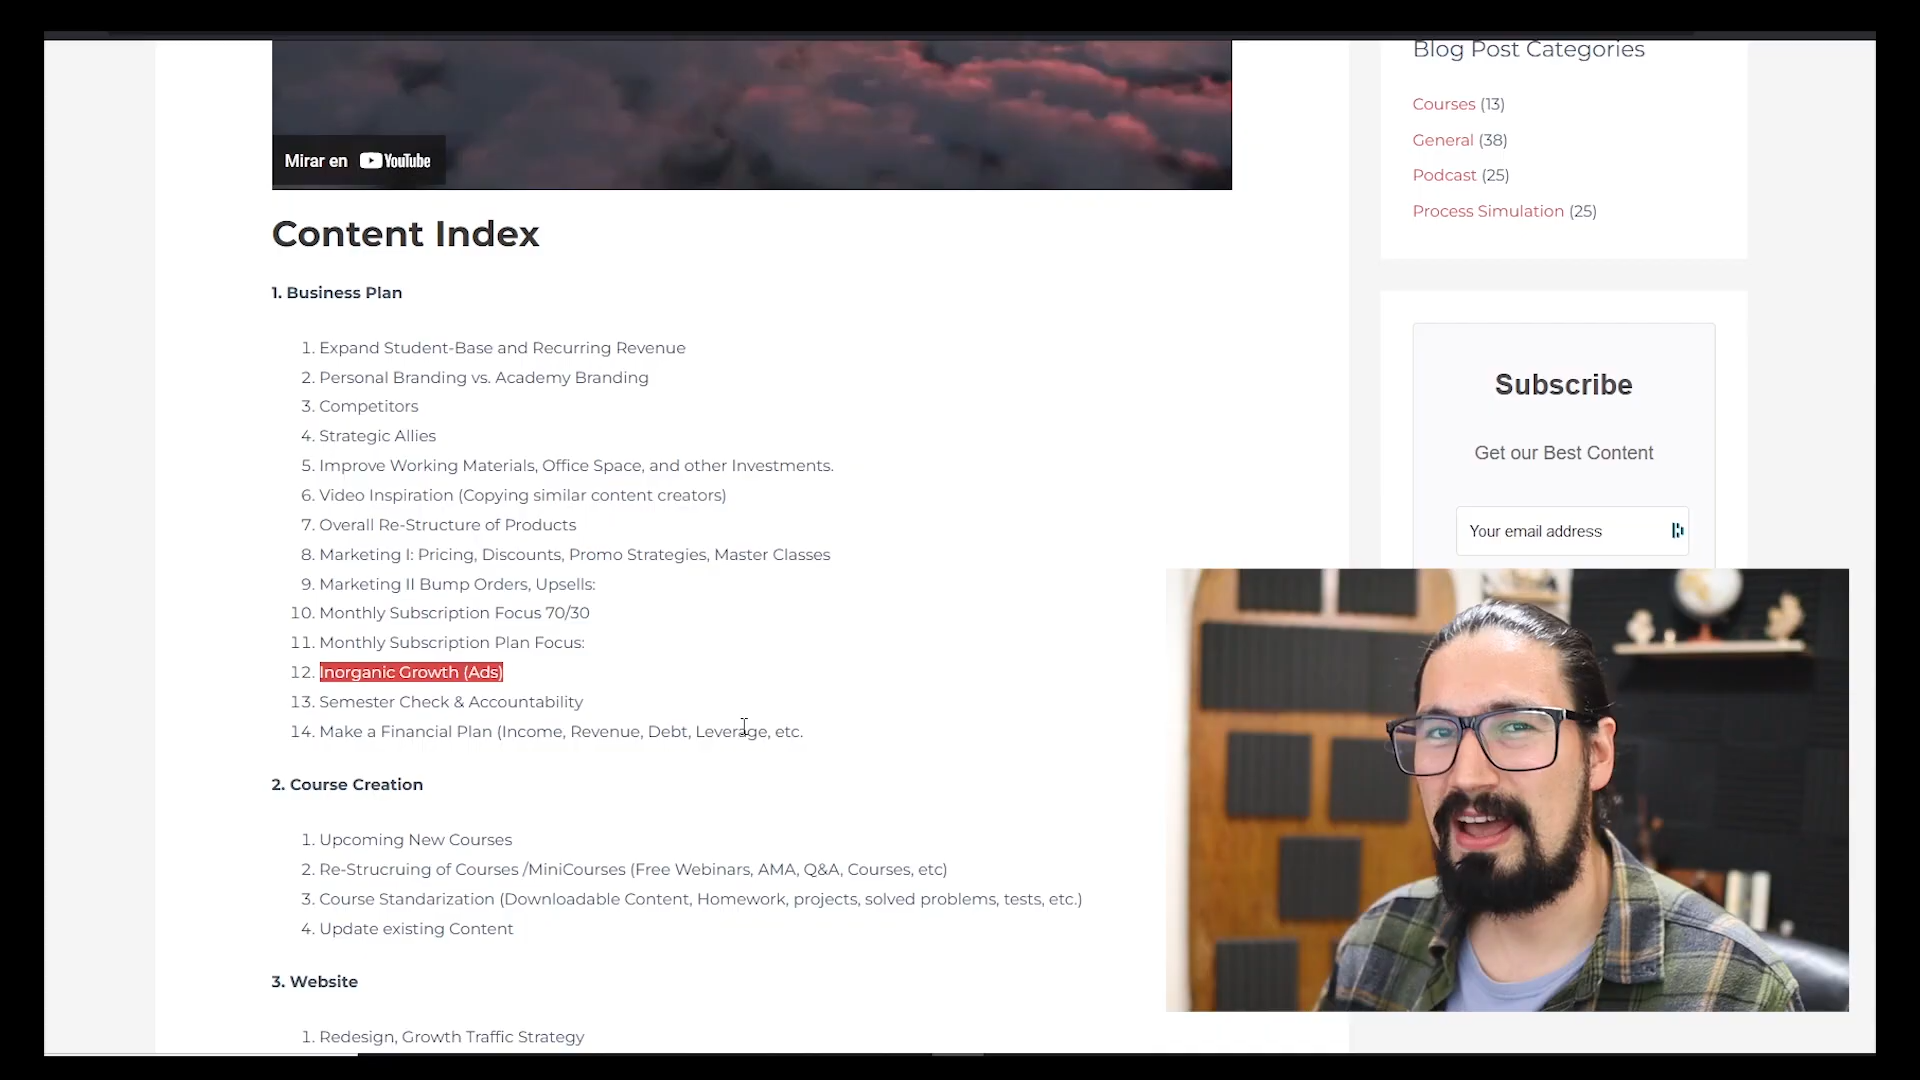 Mirar en YouTube
Content Index
1. Business Plan
1. Expand Student-Base and Recurring Revenue
2. Personal Branding vs. Academy Branding
3. Competitors
4. Strategic Allies
5. Improve Working Materials, Office Space, and other Investments.
6. Video Inspiration (Copying similar content creators)
7. Overall Re-Structure of Products
8. Marketing I: Pricing, Discounts, Promo Strategies, Master Classes
9. Marketing II Bump Orders, Upsells:
10. Monthly Subscription Focus 70/30
11. Monthly Subscription Plan Focus:
12. Inorganic Growth (Ads)
13. Semester Check & Accountability
14. Make a Financial Plan (Income, Revenue, Debt, Leverage, etc.
2. Course Creation
1. Upcoming New Courses
2. Re-Strucruing of Courses /MiniCourses (Free Webinars, AMA, Q&A, Courses, etc)
3. Course Standarization (Downloadable Content, Homework, projects, solved problems, tests, etc.)
4. Update existing Content
3. Website
1. Redesign, Growth Traffic Strategy
Blog Post Categories
Courses (13)
General (38)
Podcast (25)
Process Simulation (25)
Subscribe
Get our Best Content
Your email address